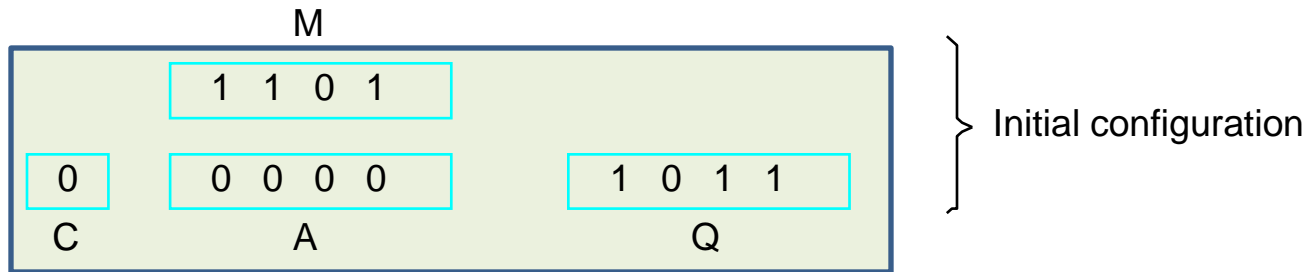 M
1 1 0 1
Initial configuration
0 0 0 0 0 1 0 1 1
C A Q